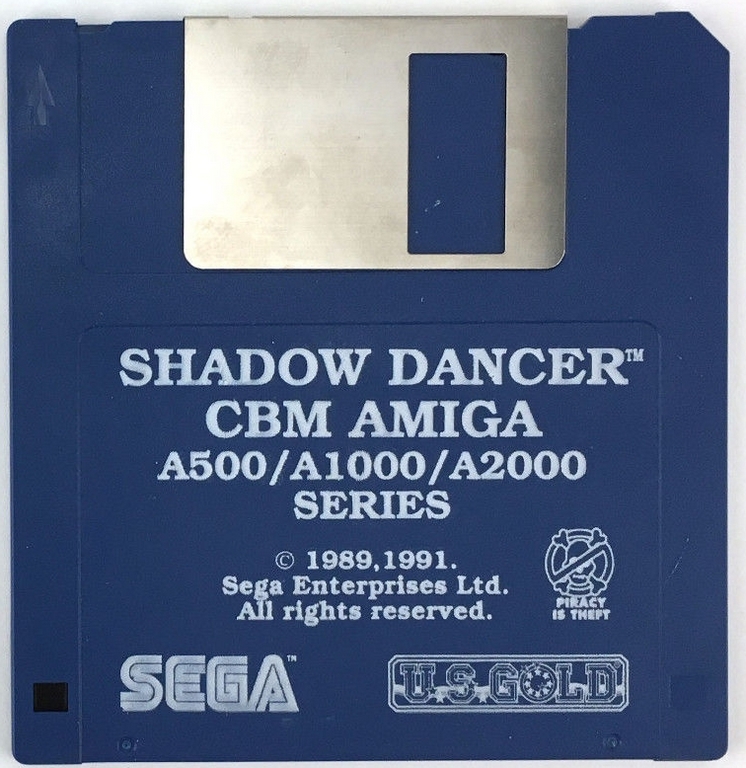 SHADOW DANCER™
CBM AMIGA
A500/A1000/A2000
SERIES
© 1989,1991.
Sega Enterprises Ltd.
All rights reserved.
PIRACY
IS THEFT
SEGA™
U.S. GOLD